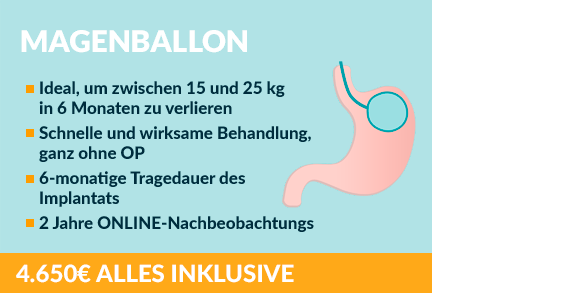 MAGENBALLON
Ideal, um zwischen 15 und 25 kg
in 6 Monaten zu verlieren
Schnelle und wirksame Behandlung,
ganz ohne OP
6-monatige Tragedauer des
Implantats
2 Jahre ONLINE-Nachbeobachtungs
4.650€ ALLES INKLUSIVE